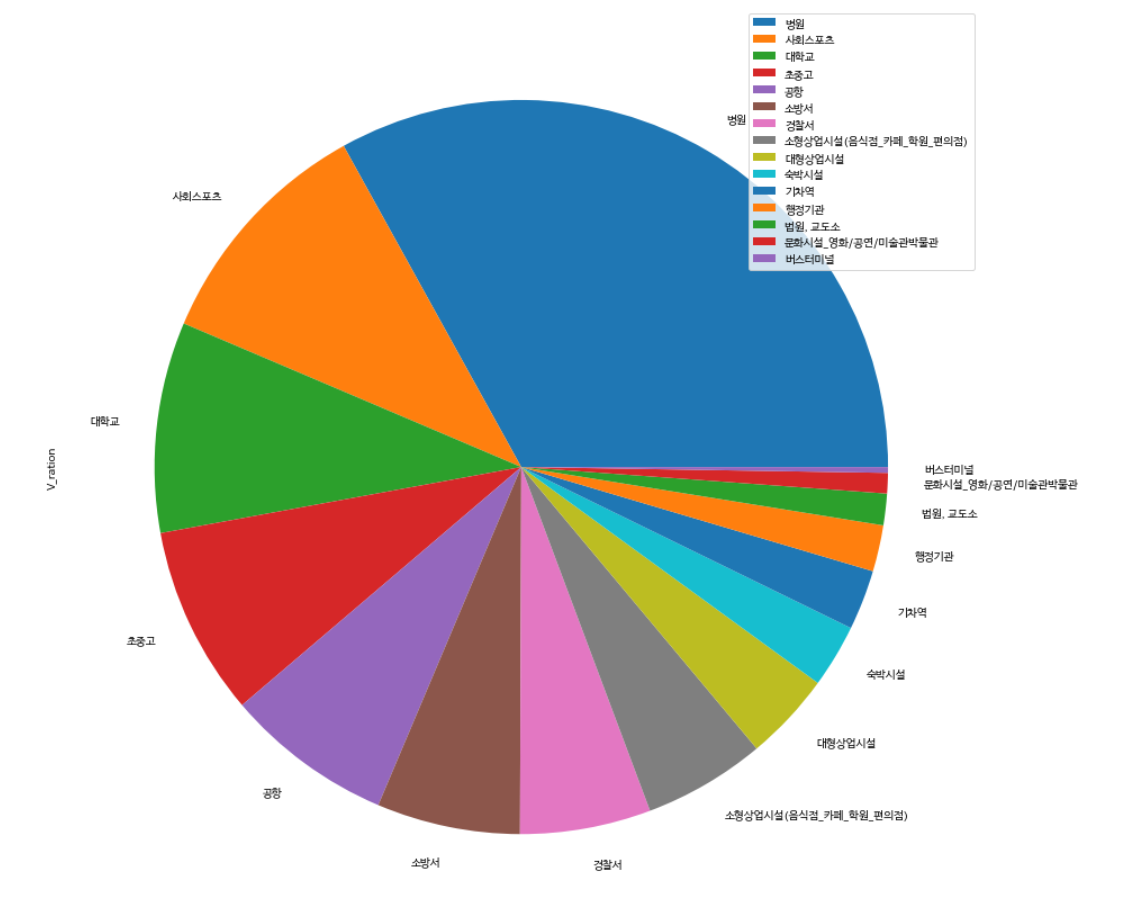 병원
사회스포츠
대학교
초중고
공항
소방서
경찰서
소형상업시설(음식점_카페_학원_편의점)
대형상업시설
숙박시설
기차역
행정기관
법원, 교도소
문화시설_영화/공연/미술관박물관
버스터미널
병원
사회스포츠
대학교
V_ration
버스터미널
문화시설_영화/공연/미술관박물관
법원, 교도소
행정기관
기차역
초중고
숙박시설
대형상업시설
공항
소형상업시설(음식점_카페_학원_편의점)
소방서
경찰서